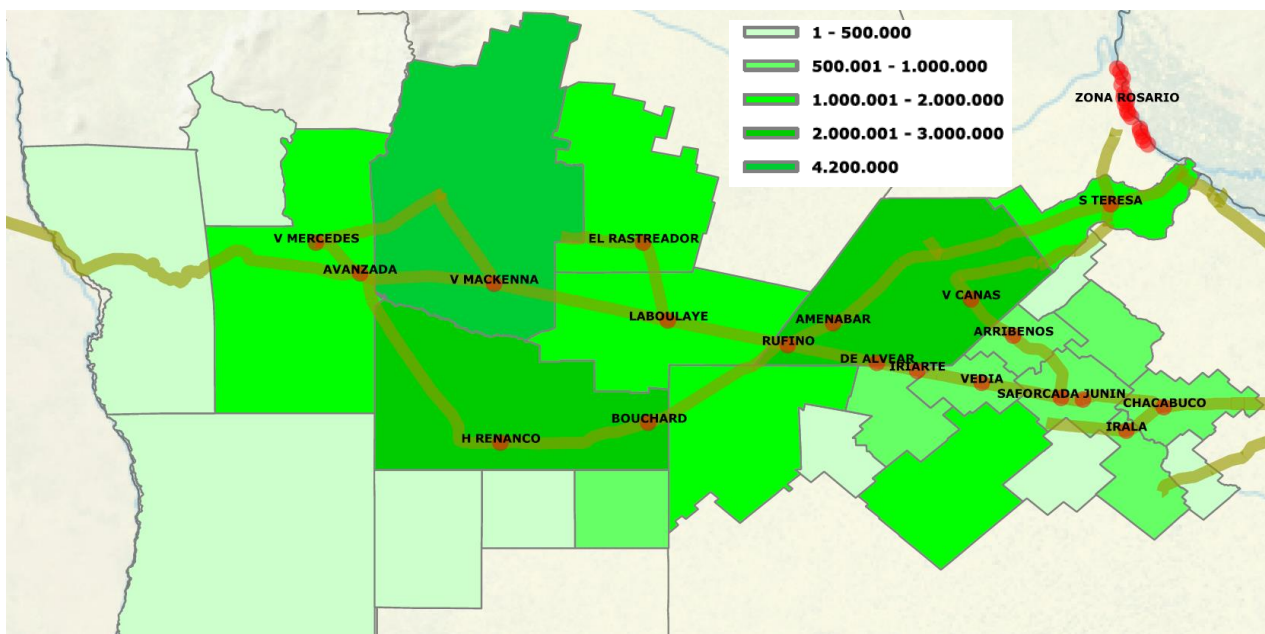 1 - 500.000
500.001 - 1.000.000
1.000.001 - 2.000.000
2.000.001 - 3.000.000
4.200.000
ZONA ROSARIO
S TERESA
V MERCEDES
EL RASTREADOR
AVANZADA
V MACKENNA
V CANAS
LABOULAYE
AMENABAR
ARRIBENOS
RUFINO
DE ALVEAR
IRIARTE
VEDIA
SAFORCADA
JUNIN
CHACABUCO
BOUCHARD
IRALA
H RENANCO